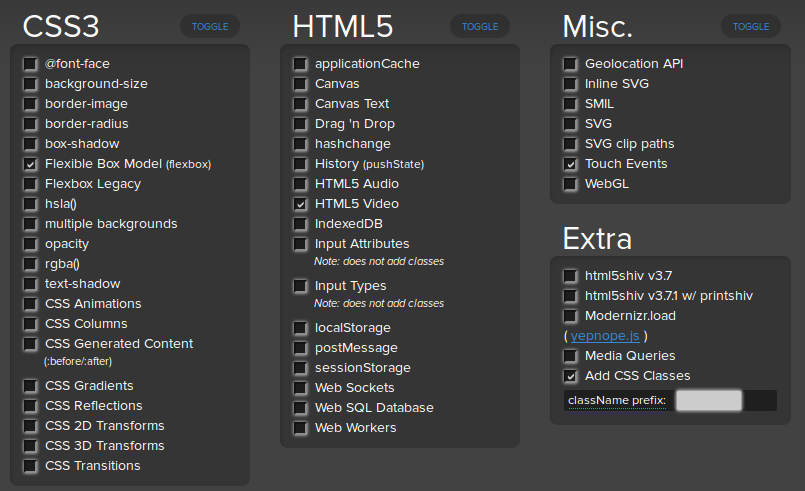 CSS3 TOGGLE
@font-face
background-size
border-image
border-radius
box-shadow
Flexible Box Model (flexbox)
Flexbox Legacy
hsla()
multiple backgrounds
opacity
rgba()
text-shadow
CSS Animations
CSS Columns
CSS Generated Content
(:before/:after)
CSS Gradients
CSS Reflections
CSS 2D Transforms
CSS 3D Transforms
CSS Transitions
HTML5 TOGGLE
applicationCache
Canvas
Canvas Text
Drag 'n Drop
hashchange
History (pushState)
HTML5 Audio
HTML5 Video
IndexedDB
Input Attributes
Note: does not add classes
Input Types
Note: does not add classes
localStorage
postMessage
sessionStorage
Web Sockets
Web SQL Database
Web Workers
Misc. TOGGLE
Geolocation API
Inline SVG
SMIL
SVG
SVG clip paths
Touch Events
WebGL
Extra
html5shiv v3.7
html5shiv v3.7.1 w/ printshiv
Modernizr.load
( yepnope.js )
Media Queries
Add CSS Classes
className prefix: